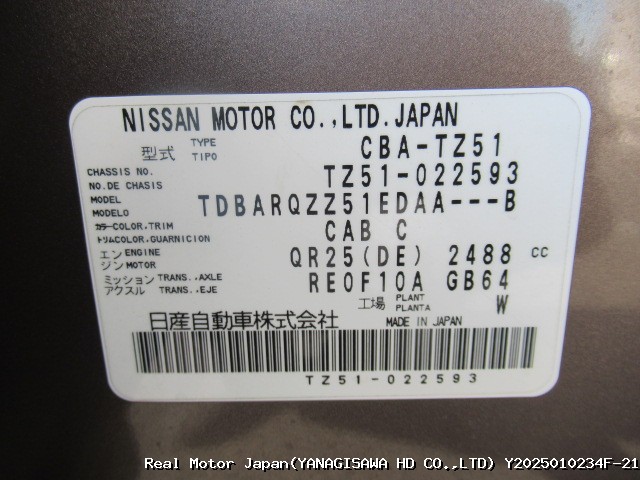 NISSAN MOTOR CO.,LTD.JAPAN
型式 TYPE TIPO CBA-TZ51
CHASSIS NO. NO.DE CHASIS TZ51-022593
MODEL MODELO TDBARQZZ51EDAA---B
カラー COLOR,TRIM トリム COLOR,GUARNICION CAB C
エンジン ENGINE MOTOR QR25(DE) 2488 cc
ミッション TRANS.,AXLE アクスル TRANS.,EJE RE0F10A GB64
工場 PLANT PLANTA W
日産自動車株式会社 MADE IN JAPAN
TZ51-022593
Real Motor Japan(YANAGISAWA HD CO.,LTD) Y2025010234F-21